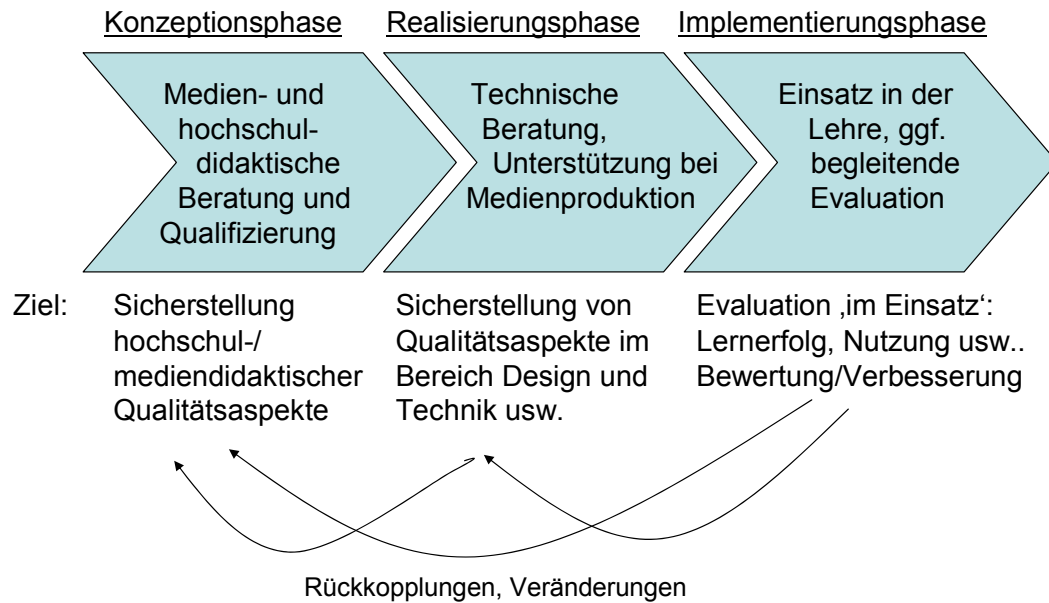 Konzeptionsphase
Realisierungsphase
Implementierungsphase
Medien- und
hochschul-
didaktische
Beratung und
Qualifizierung
Technische
Beratung,
Unterstützung bei
Medienproduktion
Einsatz in der
Lehre, ggf.
begleitende
Evaluation
Ziel:
Sicherstellung
hochschul-/
mediendidaktischer
Qualitätsaspekte
Sicherstellung von
Qualitätsaspekte im
Bereich Design und
Technik usw.
Evaluation ‚im Einsatz‘:
Lernerfolg, Nutzung usw..
Bewertung/Verbesserung
Rückkopplungen, Veränderungen